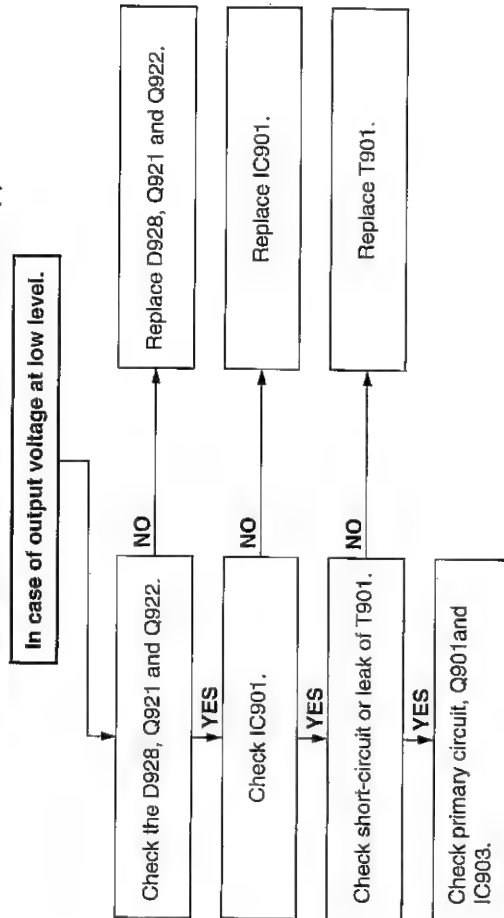 In case of output voltage at low level.
Check the D928, Q921 and Q922.
NO
Replace D928, Q921 and Q922.
YES
Check IC901.
NO
Replace IC901.
YES
Check short-circuit or leak of T901.
NO
Replace T901.
YES
Check primary circuit, Q901and
IC903.